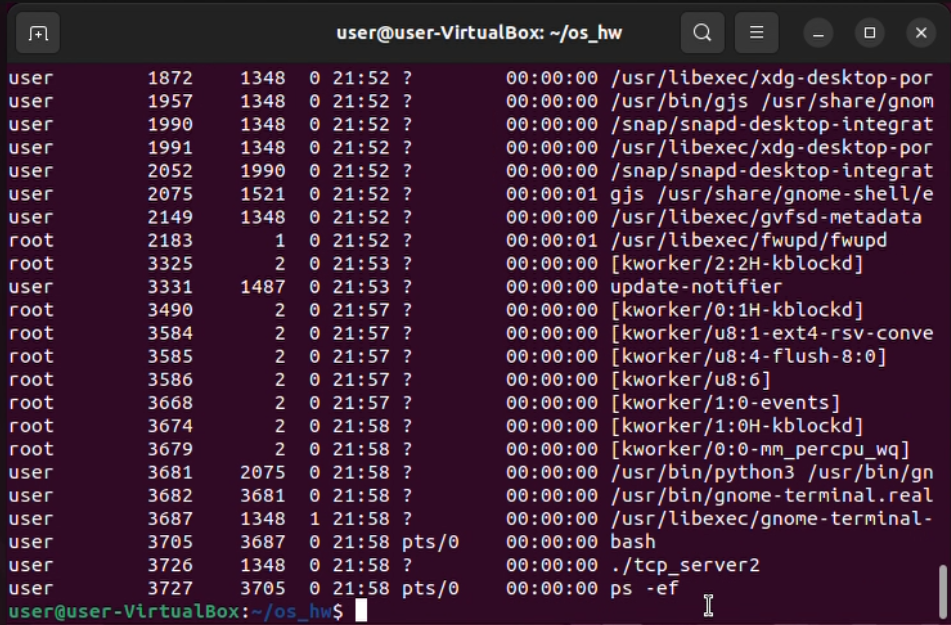 user@user-VirtualBox: ~/os_hw
user 1872 1348 0 21:52 ? 00:00:00 /usr/libexec/xdg-desktop-por
user 1957 1348 0 21:52 ? 00:00:00 /usr/bin/gjs /usr/share/gnom
user 1990 1348 0 21:52 ? 00:00:00 /snap/snapd-desktop-integrat
user 1991 1348 0 21:52 ? 00:00:00 /usr/libexec/xdg-desktop-por
user 2052 1990 0 21:52 ? 00:00:00 /snap/snapd-desktop-integrat
user 2075 1521 0 21:52 ? 00:00:01 gjs /usr/share/gnome-shell/e
user 2149 1348 0 21:52 ? 00:00:00 /usr/libexec/gvfsd-metadata
root 2183 1 0 21:52 ? 00:00:01 /usr/libexec/fwupd/fwupd
root 3325 2 0 21:53 ? 00:00:00 [kworker/2:2H-kblockd]
user 3331 1487 0 21:53 ? 00:00:00 update-notifier
root 3490 2 0 21:57 ? 00:00:00 [kworker/0:1H-kblockd]
root 3584 2 0 21:57 ? 00:00:00 [kworker/u8:1-ext4-rsv-conve
root 3585 2 0 21:57 ? 00:00:00 [kworker/u8:4-flush-8:0]
root 3586 2 0 21:57 ? 00:00:00 [kworker/u8:6]
root 3668 2 0 21:57 ? 00:00:00 [kworker/1:0-events]
root 3674 2 0 21:58 ? 00:00:00 [kworker/1:0H-kblockd]
root 3679 2 0 21:58 ? 00:00:00 [kworker/0:0-mm_percpu_wq]
user 3681 2075 0 21:58 ? 00:00:00 /usr/bin/python3 /usr/bin/gn
user 3682 3681 0 21:58 ? 00:00:00 /usr/bin/gnome-terminal.real
user 3687 1348 1 21:58 ? 00:00:00 /usr/libexec/gnome-terminal-
user 3705 3687 0 21:58 pts/0 00:00:00 bash
user 3726 1348 0 21:58 ? 00:00:00 ./tcp_server2
user 3727 3705 0 21:58 pts/0 00:00:00 ps -ef
user@user-VirtualBox:~/os_hw$